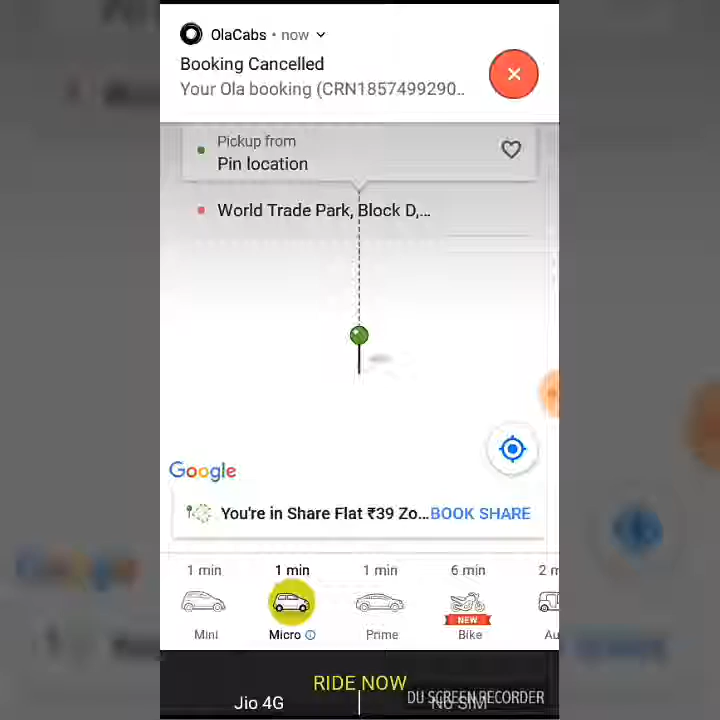 OlaCabs • now
Booking Cancelled
Your Ola booking (CRN1857499290..
Pickup from
Pin location
World Trade Park, Block D,...
Google
You're in Share Flat ₹39 Zo... BOOK SHARE
1 min 1 min 1 min 6 min 2 m
NEW
Mini Micro Prime Bike Au
RIDE NOW
DU SCREEN RECORDER
Jio 4G No SIM